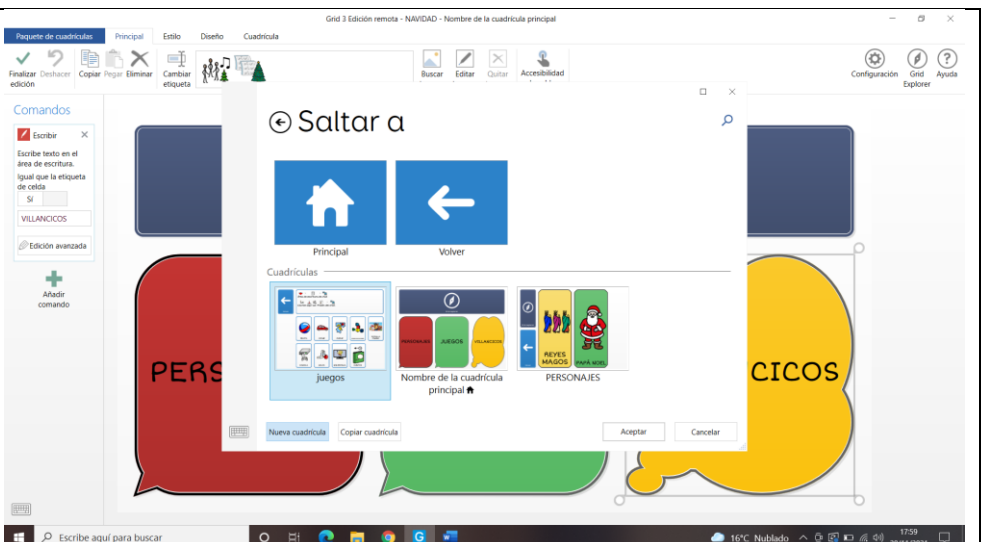 Grid 3 Edición remota - NAVIDAD - Nombre de la cuadrícula principal
Paquete de cuadrículas Principal Estilo Diseño Cuadrícula
Finalizar edición
Deshacer
Copiar
Pegar
Eliminar
Cambiar etiqueta
Buscar
Editar
Quitar
Accesibilidad
Configuración
Grid Explorer
Ayuda
Comandos
Escribir
Escribe texto en el
área de escritura.
Igual que la etiqueta
de celda
Sí
VILLANCICOS
Edición avanzada
Añadir
comando
PERS
CICOS
Saltar a
Principal
Volver
Cuadrículas
juegos
PERSONAJES JUEGOS VILLANCICOS
Nombre de la cuadrícula
principal
REYES
MAGOS
PAPÁ NOEL
PERSONAJES
Nueva cuadrícula
Copiar cuadrícula
Aceptar
Cancelar
Escribe aquí para buscar
16°C Nublado
17:59